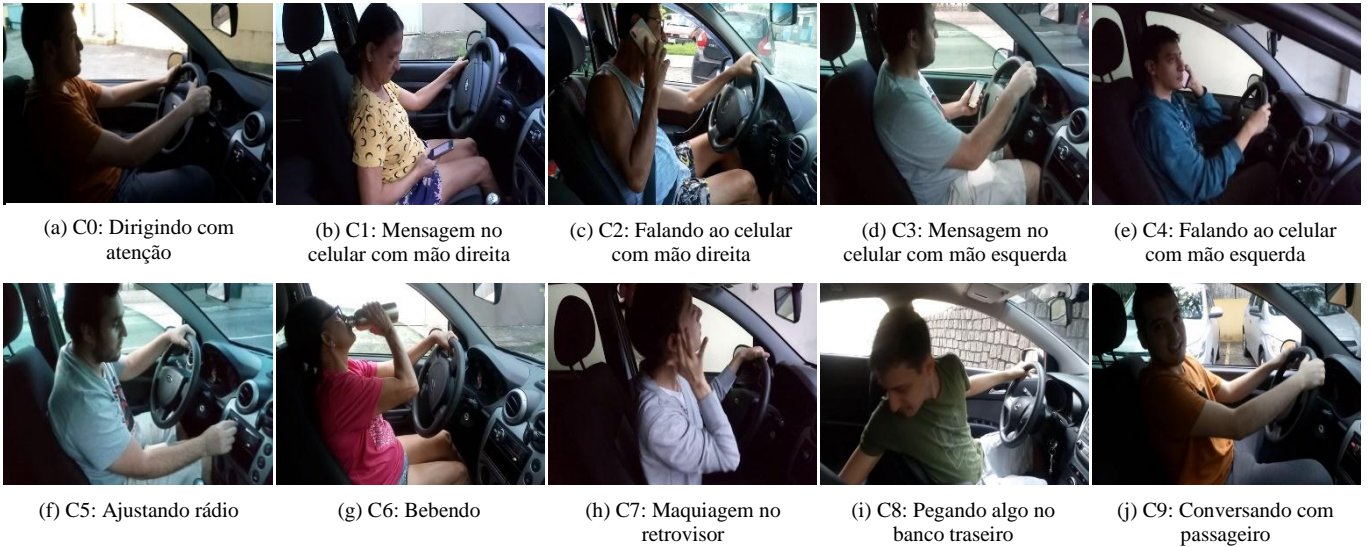 (a) C0: Dirigindo com
atenção
(b) C1: Mensagem no
celular com mão direita
(c) C2: Falando ao celular
com mão direita
(d) C3: Mensagem no
celular com mão esquerda
(e) C4: Falando ao celular
com mão esquerda
(f) C5: Ajustando rádio
(g) C6: Bebendo
(h) C7: Maquiagem no
retrovisor
(i) C8: Pegando algo no
banco traseiro
(j) C9: Conversando com
passageiro